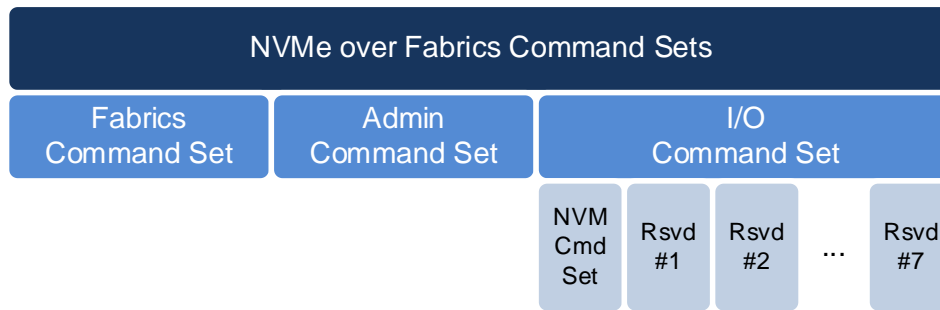 NVMe over Fabrics Command Sets
Fabrics
Command Set
Admin
Command Set
I/O
Command Set
NVM
Cmd
Set
Rsvd
#1
Rsvd
#2
...
Rsvd
#7